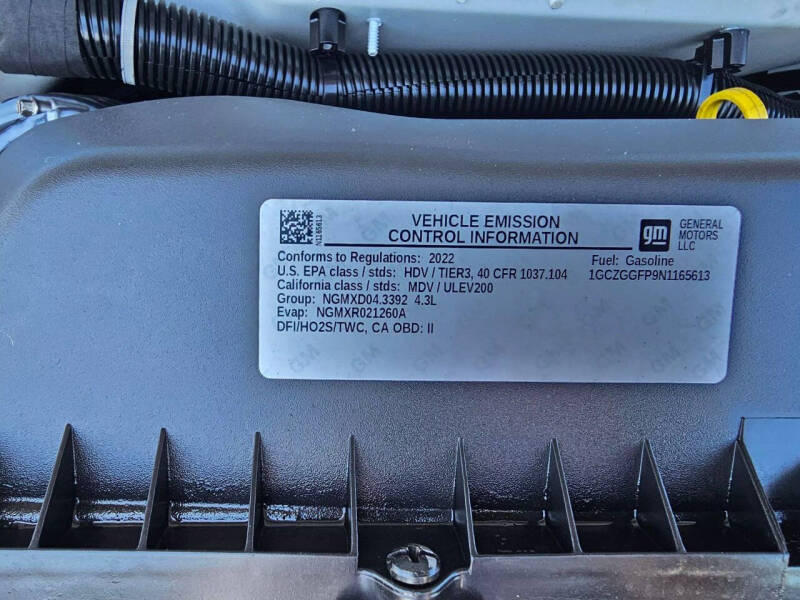 VEHICLE EMISSION
CONTROL INFORMATION
gm
GENERAL
MOTORS
LLC
N1165613
Conforms to Regulations: 2022
Fuel: Gasoline
U.S. EPA class / stds: HDV / TIER3, 40 CFR 1037.104
1GCZGGFP9N1165613
California class / stds: MDV / ULEV200
Group: NGMXD04.3392 4.3L
Evap: NGMXR021260A
DFI/HO2S/TWC, CA OBD: II